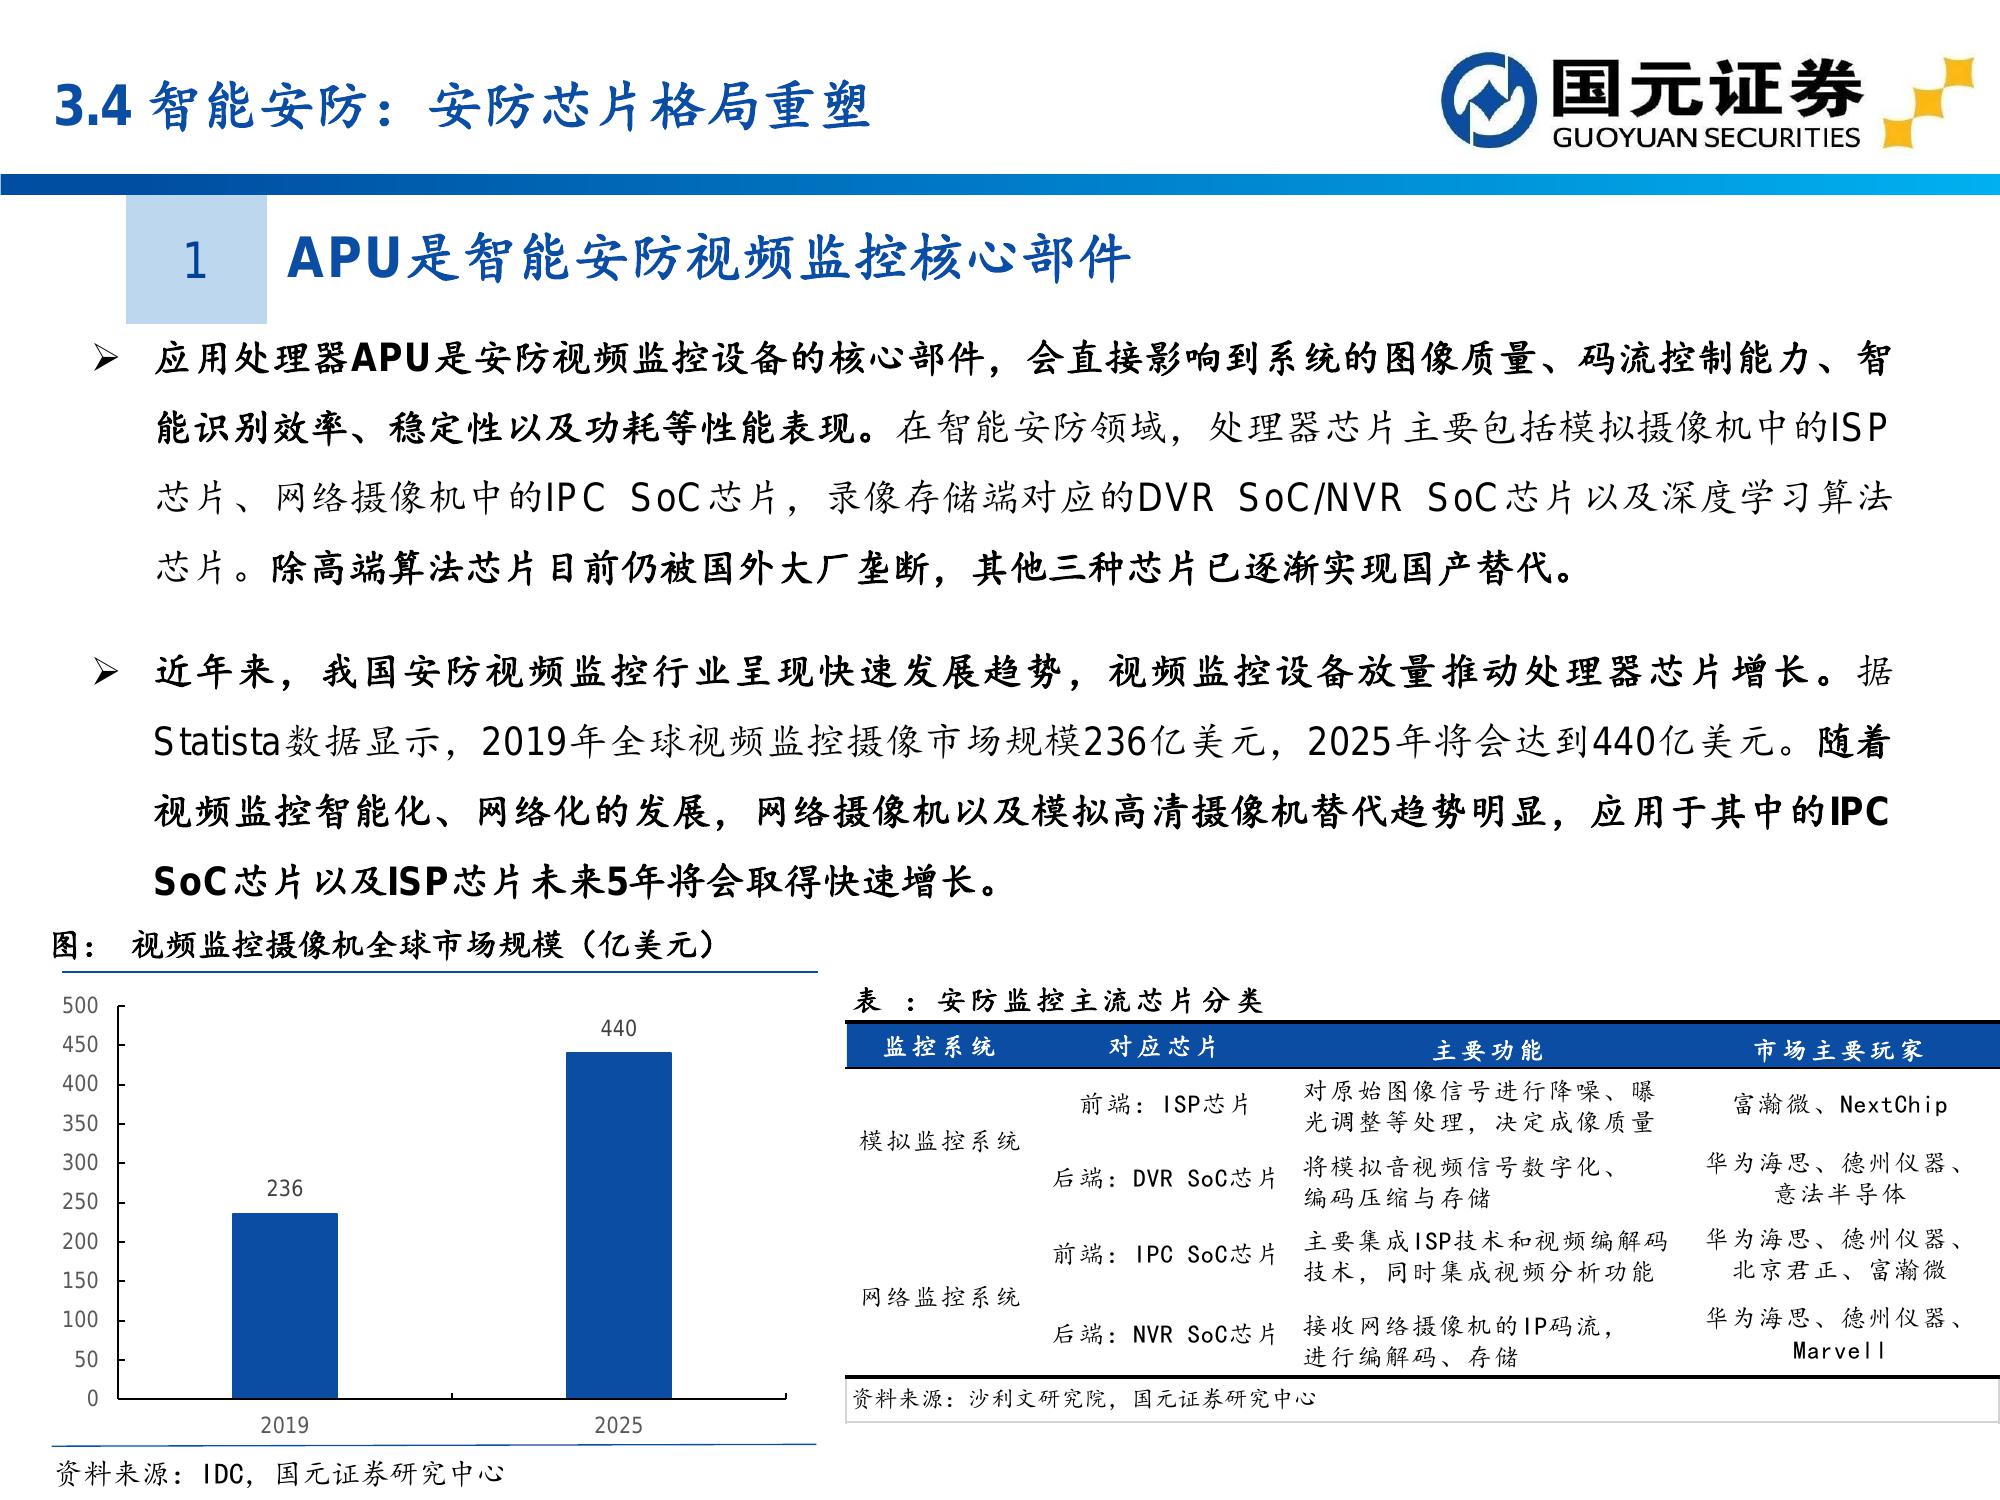 3.4 智能安防：安防芯片格局重塑
国元证券
GUOYUAN SECURITIES
1
APU是智能安防视频监控核心部件
➢ 应用处理器APU是安防视频监控设备的核心部件，会直接影响到系统的图像质量、码流控制能力、智
能识别效率、稳定性以及功耗等性能表现。在智能安防领域，处理器芯片主要包括模拟摄像机中的ISP
芯片、网络摄像机中的IPC SoC芯片，录像存储端对应的DVR SoC/NVR SoC芯片以及深度学习算法
芯片。除高端算法芯片目前仍被国外大厂垄断，其他三种芯片已逐渐实现国产替代。
➢ 近年来，我国安防视频监控行业呈现快速发展趋势，视频监控设备放量推动处理器芯片增长。据
Statista数据显示，2019年全球视频监控摄像市场规模236亿美元，2025年将会达到440亿美元。随着
视频监控智能化、网络化的发展，网络摄像机以及模拟高清摄像机替代趋势明显，应用于其中的IPC
SoC芯片以及ISP芯片未来5年将会取得快速增长。
图： 视频监控摄像机全球市场规模（亿美元）
500
450
400
350
300
250
200
150
100
50
0
236
440
2019
2025
资料来源：IDC，国元证券研究中心
表 ：安防监控主流芯片分类
监控系统 对应芯片 主要功能 市场主要玩家
模拟监控系统
前端：ISP芯片
对原始图像信号进行降噪、曝
光调整等处理，决定成像质量
富瀚微、NextChip
后端：DVR SoC芯片
将模拟音视频信号数字化、
编码压缩与存储
华为海思、德州仪器、
意法半导体
网络监控系统
前端：IPC SoC芯片
主要集成ISP技术和视频编解码
技术，同时集成视频分析功能
华为海思、德州仪器、
北京君正、富瀚微
后端：NVR SoC芯片
接收网络摄像机的IP码流，
进行编解码、存储
华为海思、德州仪器、
Marvell
资料来源：沙利文研究院，国元证券研究中心